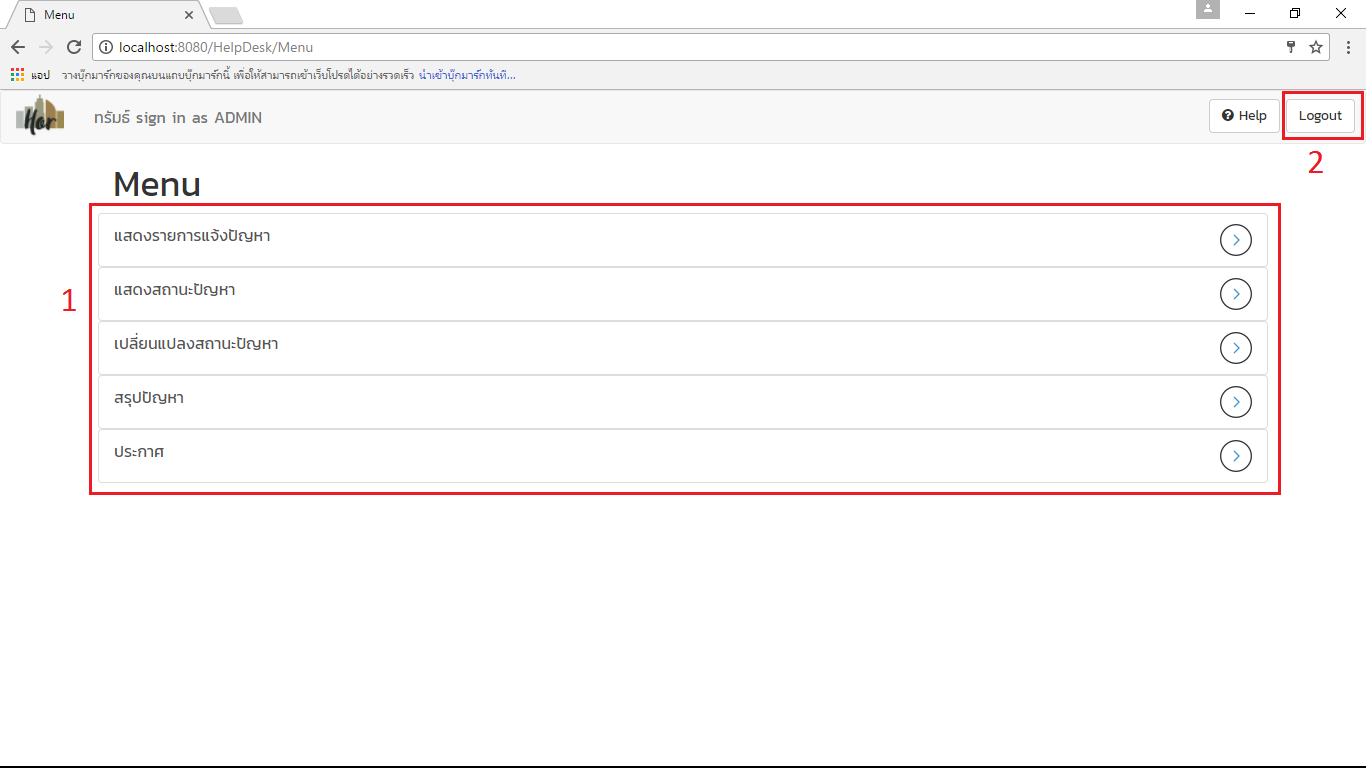 Menu
localhost:8080/HelpDesk/Menu
แอป วางบุ๊กมาร์กของคุณบนแถบบุ๊กมาร์กนี้ เพื่อให้สามารถเข้าเว็บโปรดได้อย่างรวดเร็ว นำเข้าบุ๊กมาร์กทันที...
Hor ทรัมธ์ sign in as ADMIN Help Logout
2
Menu
แสดงรายการแจ้งปัญหา
1
แสดงสถานะปัญหา
เปลี่ยนแปลงสถานะปัญหา
สรุปปัญหา
ประกาศ